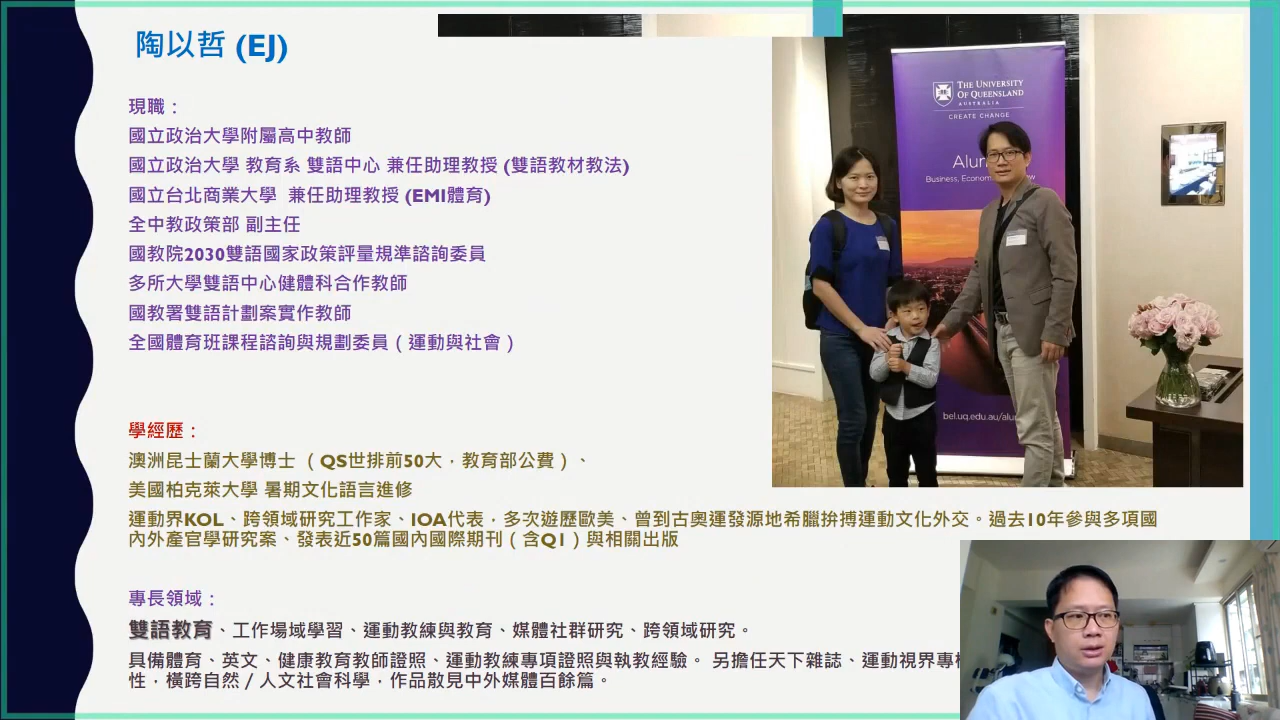 陶以哲 (EJ)
現職：
國立政治大學附屬高中教師
國立政治大學 教育系 雙語中心 兼任助理教授 (雙語教材教法)
國立台北商業大學 兼任助理教授 (EMI體育)
全中教政策部 副主任
國教院2030雙語國家政策評量規準諮詢委員
多所大學雙語中心健體科合作教師
國教署雙語計劃案實作教師
全國體育班課程諮詢與規劃委員（運動與社會）
學經歷：
澳洲昆士蘭大學博士 （QS世排前50大，教育部公費）、
美國柏克萊大學 暑期文化語言進修
運動界KOL、跨領域研究工作家、IOA代表，多次遊歷歐美、曾到古奧運發源地希臘拚搏運動文化外交。過去10年參與多項國
內外產官學研究案、發表近50篇國內國際期刊（含Q1）與相關出版
專長領域：
雙語教育、工作場域學習、運動教練與教育、媒體社群研究、跨領域研究。
具備體育、英文、健康教育教師證照、運動教練專項證照與執教經驗。 另擔任天下雜誌、運動視界專
性，橫跨自然／人文社會科學，作品散見中外媒體百餘篇。
THE UNIVERSITY
OF QUEENSLAND
AUSTRALIA
CREATE CHANGE
Alu
Business, Econom
bel.uq.edu.au/alu